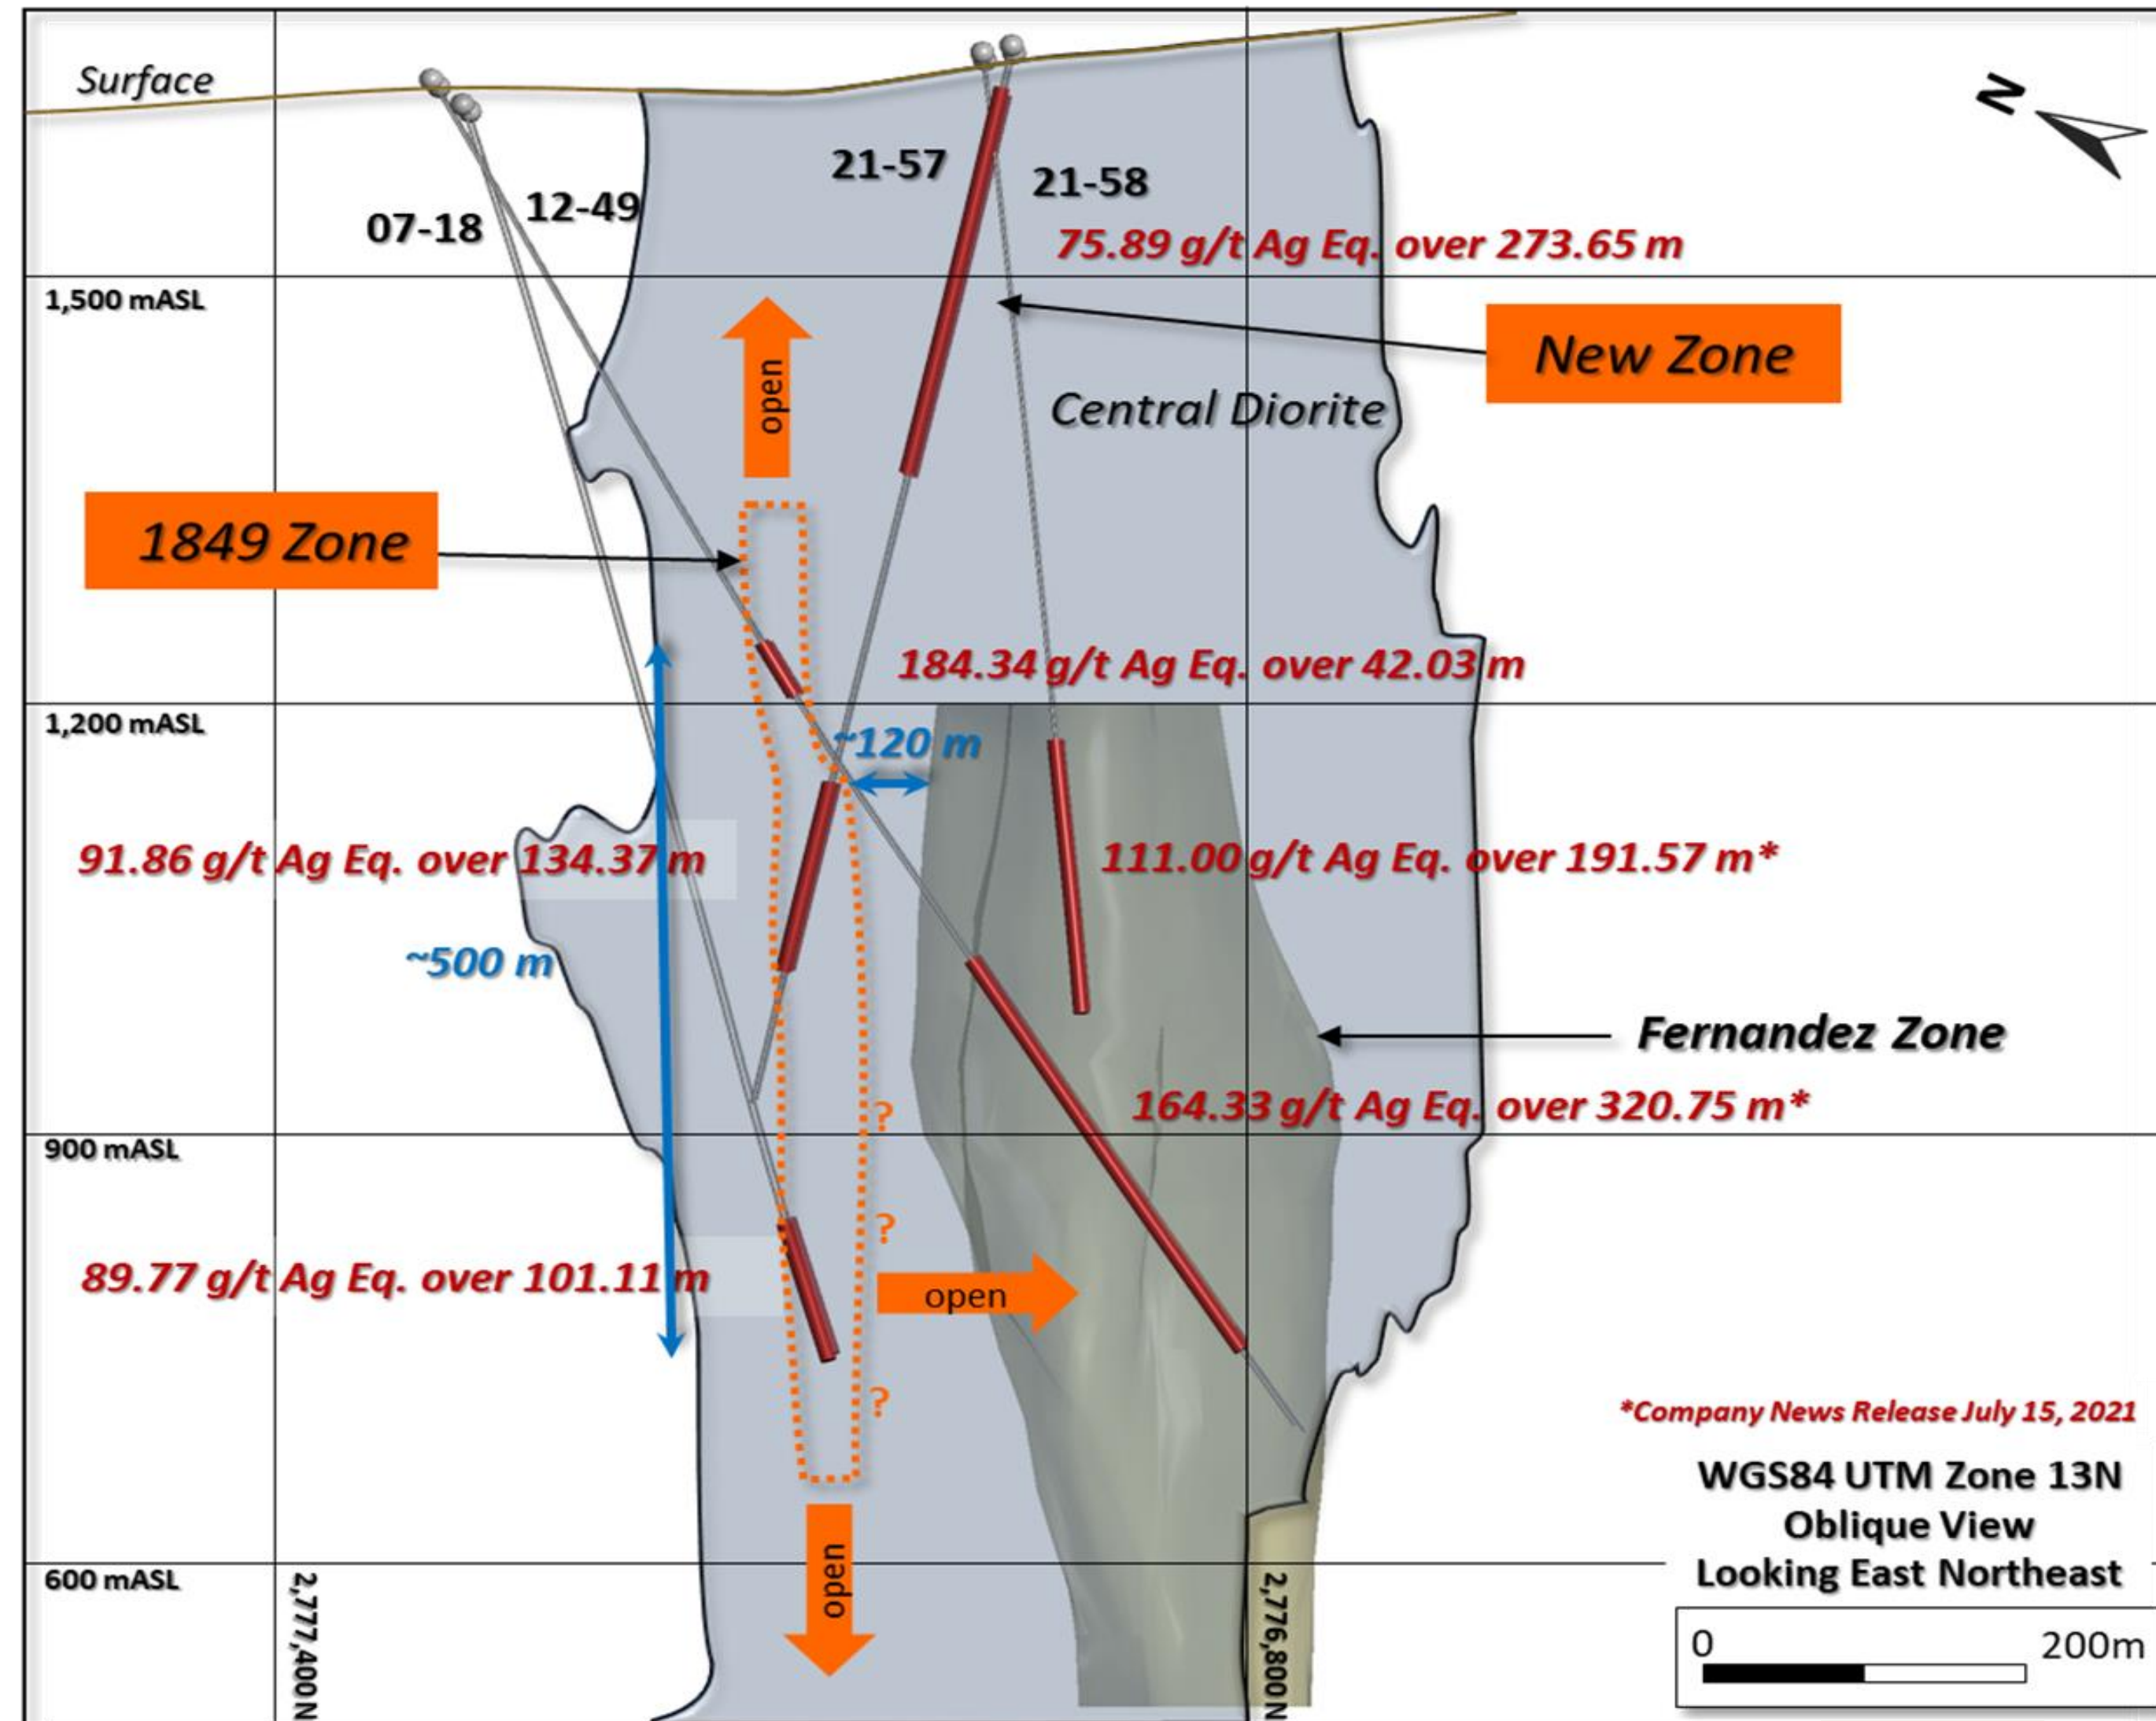 N
Surface
21-57
21-58
12-49
07-18
75.89 g/t Ag Eq. over 273.65 m
1,500 mASL
New Zone
open
Central Diorite
1849 Zone
184.34 g/t Ag Eq. over 42.03 m
1,200 mASL
~120 m
91.86 g/t Ag Eq. over 134.37 m
111.00 g/t Ag Eq. over 191.57 m*
~500 m
Fernandez Zone
164.33 g/t Ag Eq. over 320.75 m*
?
900 mASL
?
89.77 g/t Ag Eq. over 101.11 m
open
?
*Company News Release July 15, 2021
WGS84 UTM Zone 13N
Oblique View
Looking East Northeast
open
600 mASL
2,777,400 N
2,776,800 N
0 200m